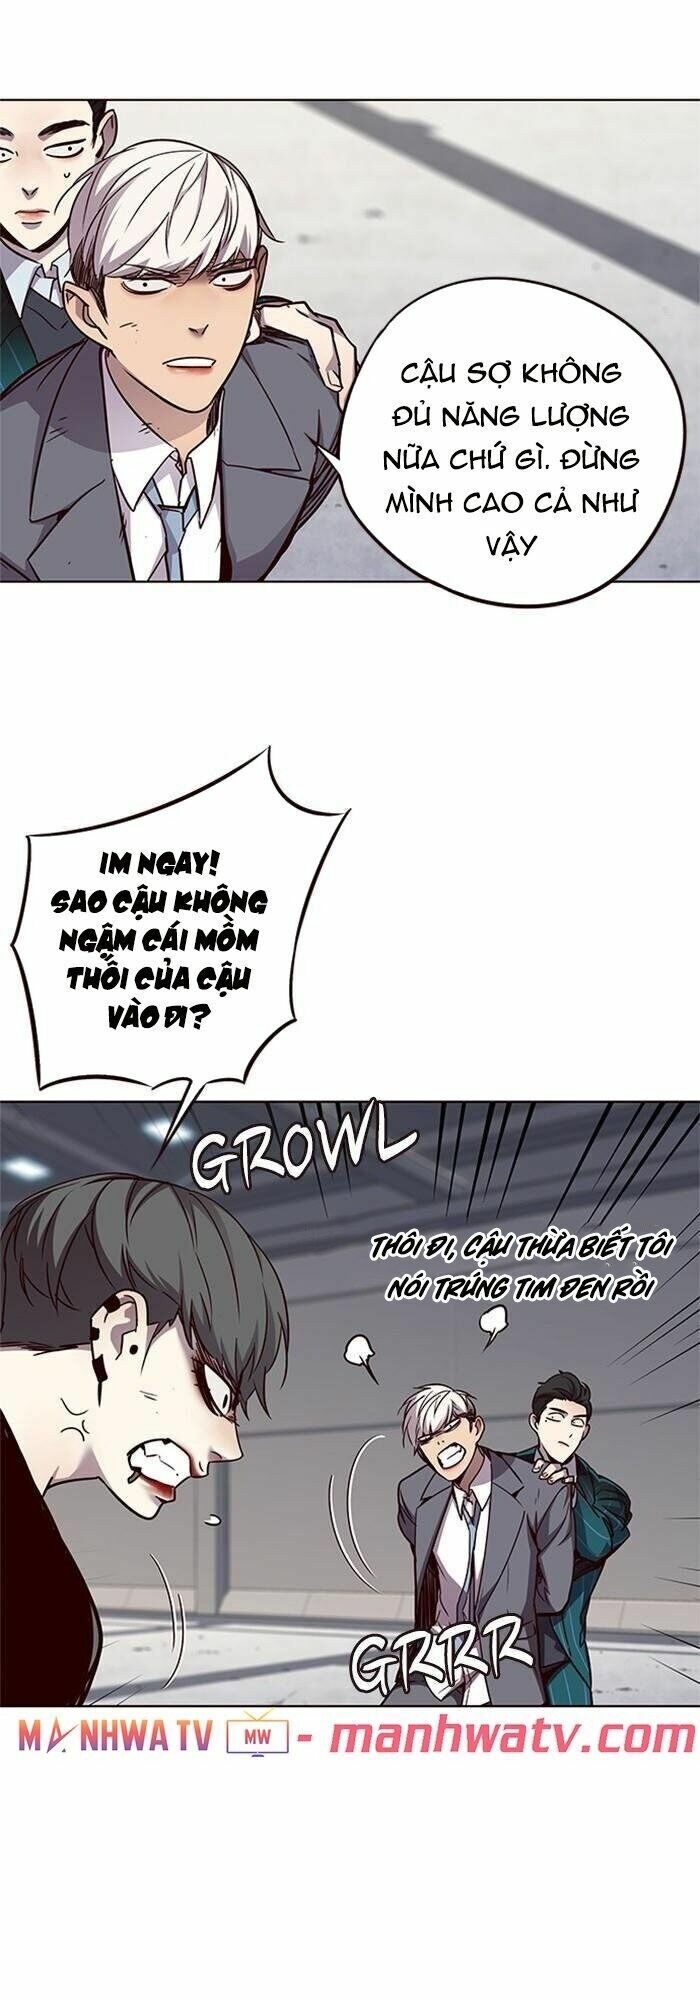 CẬU SỢ KHÔNG
ĐỦ NĂNG LƯỢNG
NỮA CHỨ GÌ. ĐỪNG
MÌNH CAO CẢ NHƯ
VẬY
IM NGAY!
SAO CẬU KHÔNG
NGẬM CÁI MỒM
THỐI CỦA CẬU
VÀO ĐI?
GROWL
THÔI ĐI, CẬU THỪA BIẾT TÔI
NÓI TRÚNG TIM ĐEN RỒI
GRRR
MANHWA TV MW - manhwatv.com